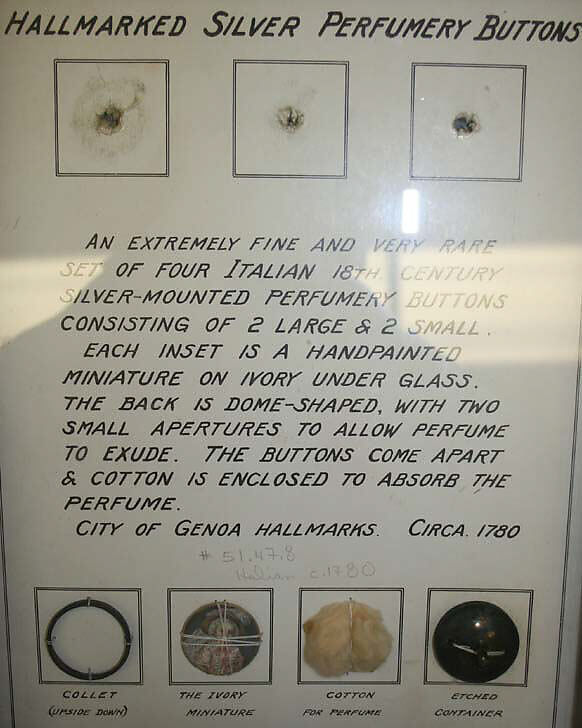 HALLMARKED SILVER PERFUMERY BUTTONS
AN EXTREMELY FINE AND VERY RARE
SET OF FOUR ITALIAN 18TH. CENTURY
SILVER-MOUNTED PERFUMERY BUTTONS
CONSISTING OF 2 LARGE & 2 SMALL.
EACH INSET IS A HANDPAINTED
MINIATURE ON IVORY UNDER GLASS.
THE BACK IS DOME-SHAPED, WITH TWO
SMALL APERTURES TO ALLOW PERFUME
TO EXUDE. THE BUTTONS COME APART
& COTTON IS ENCLOSED TO ABSORB THE
PERFUME.
CITY OF GENOA HALLMARKS. CIRCA. 1780
# 51.47.8
Italian c.1780
COLLET
(UPSIDE DOWN)
THE IVORY
MINIATURE
COTTON
FOR PERFUME
ETCHED
CONTAINER